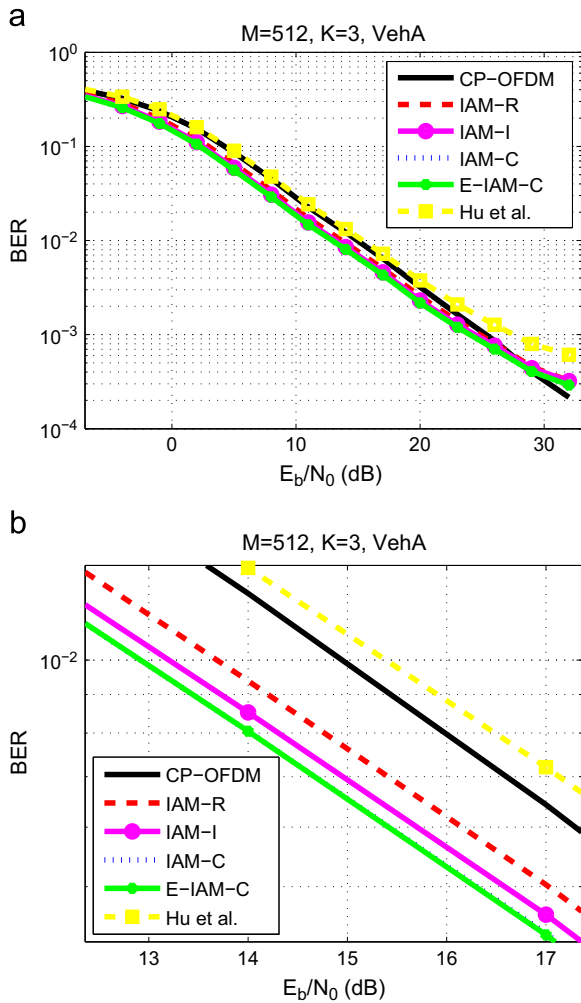 a
M=512, K=3, VehA
10^0
10^-1
10^-2
10^-3
10^-4
BER
CP-OFDM
IAM-R
IAM-I
IAM-C
E-IAM-C
Hu et al.
0
10
20
30
E_b/N_0 (dB)
b
M=512, K=3, VehA
10^-2
BER
CP-OFDM
IAM-R
IAM-I
IAM-C
E-IAM-C
Hu et al.
13
14
15
16
17
E_b/N_0 (dB)